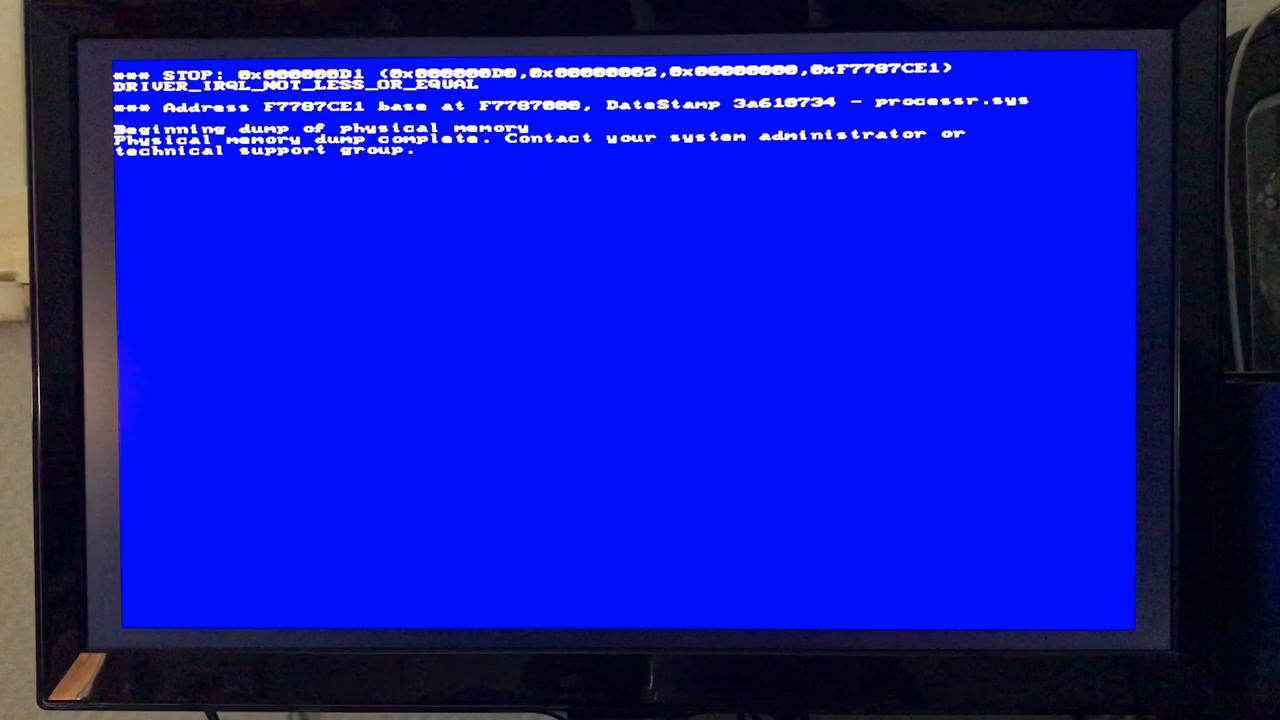 *** STOP: 0x000000D1 (0x000000D0,0x00000002,0x00000000,0xF7787CE1)
DRIVER_IRQL_NOT_LESS_OR_EQUAL
*** Address F7787CE1 base at F7787000, DateStamp 3a610734 - processr.sys
Beginning dump of physical memory
Physical memory dump complete. Contact your system administrator or
technical support group.